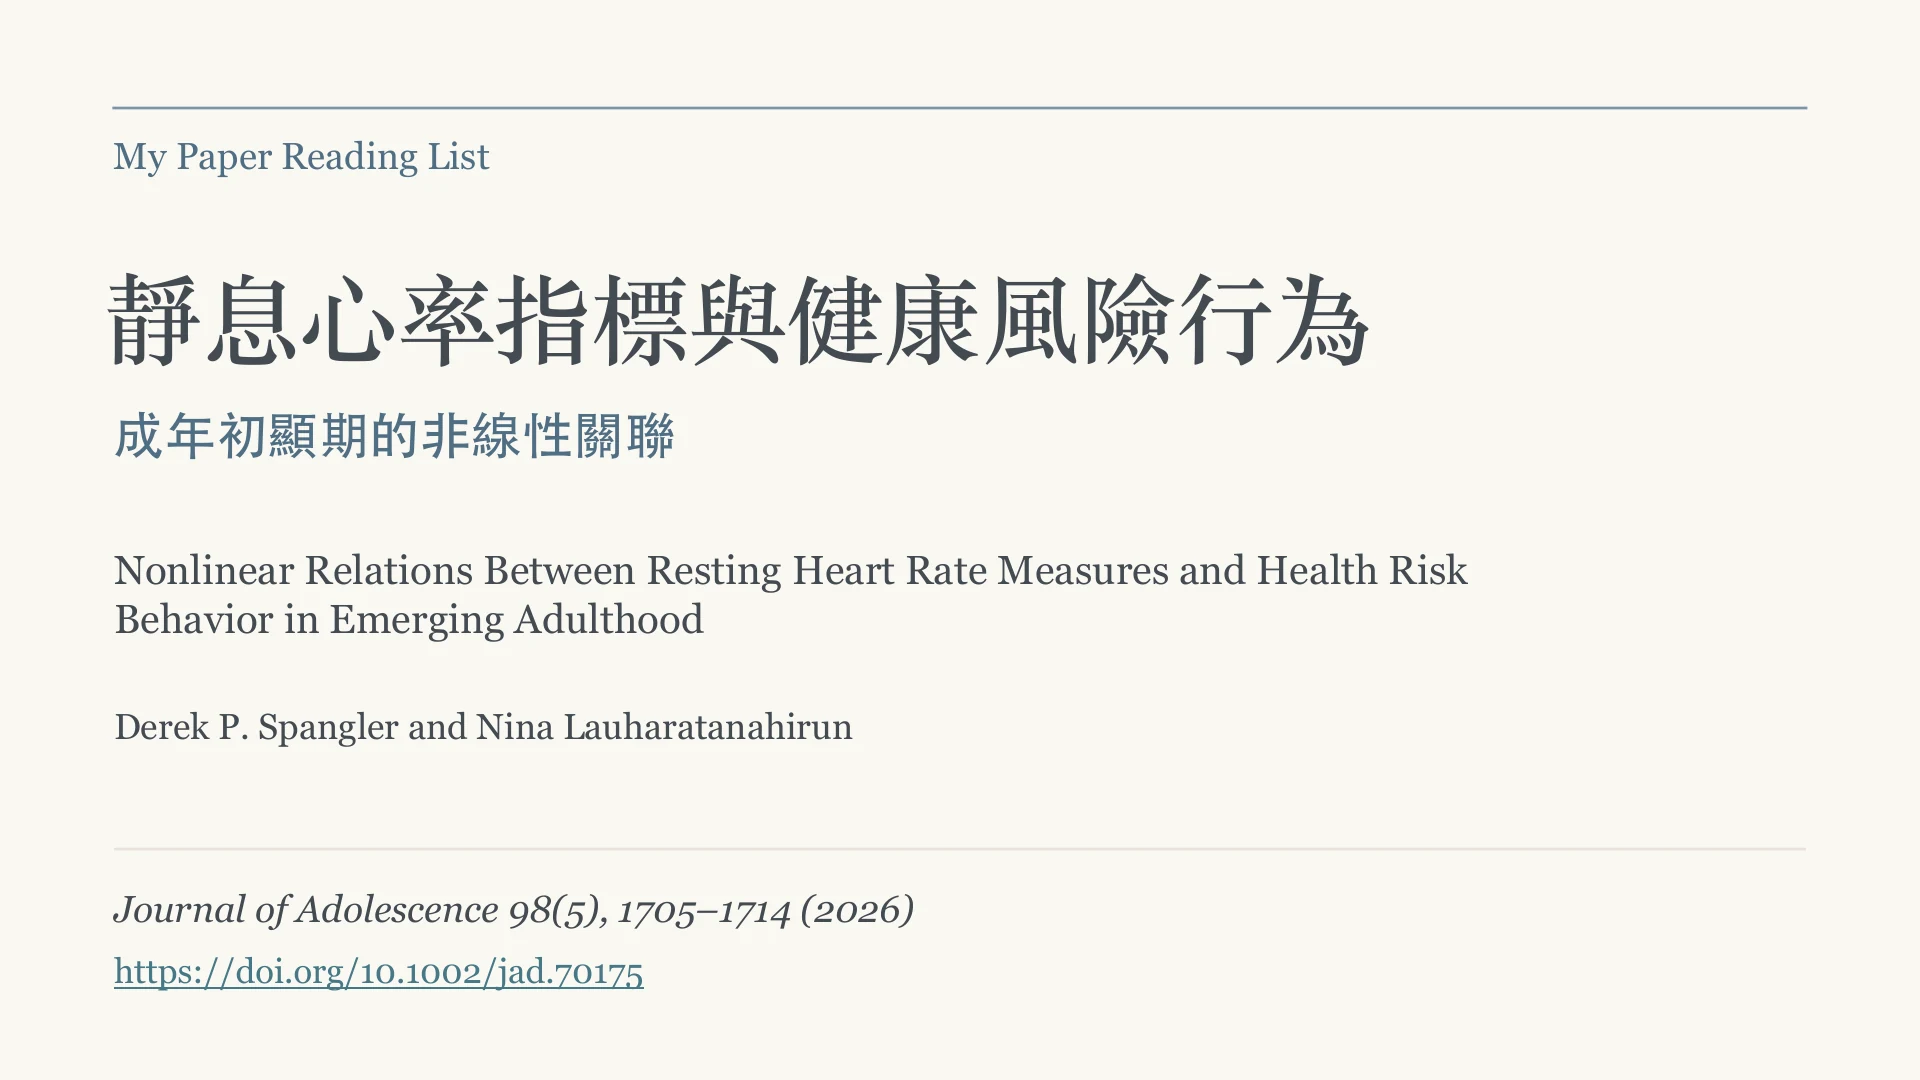 My Paper Reading List
靜息心率指標與健康風險行為
成年初顯期的非線性關聯
Nonlinear Relations Between Resting Heart Rate Measures and Health Risk
Behavior in Emerging Adulthood
Derek P. Spangler and Nina Lauharatanahirun
Journal of Adolescence 98(5), 1705–1714 (2026)
https://doi.org/10.1002/jad.70175